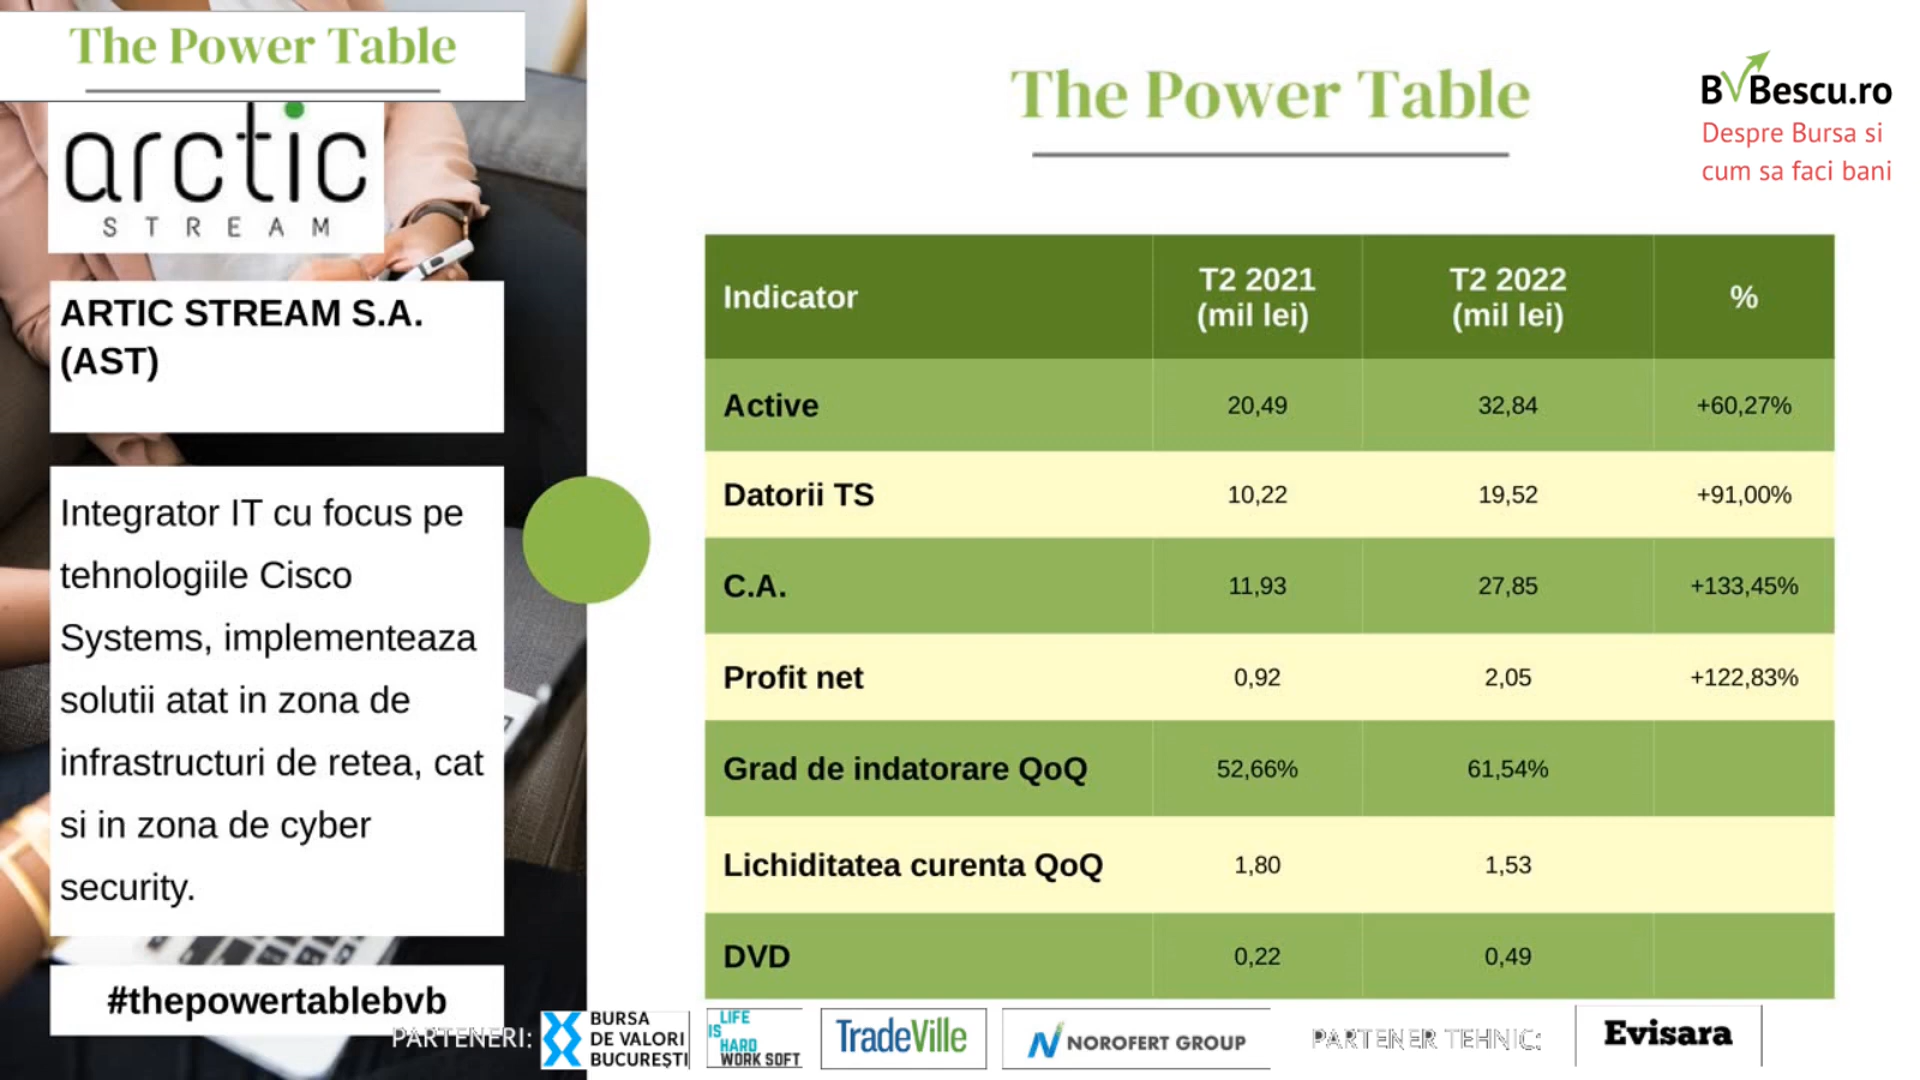 The Power Table
arctic
STREAM
ARTIC STREAM S.A.
(AST)
Integrator IT cu focus pe
tehnologiile Cisco
Systems, implementeaza
solutii atat in zona de
infrastructuri de retea, cat
si in zona de cyber
security.
#thepowertablebvb
The Power Table
BVBescu.ro
Despre Bursa si
cum sa faci bani
Indicator T2 2021 (mil lei) T2 2022 (mil lei) %
Active 20,49 32,84 +60,27%
Datorii TS 10,22 19,52 +91,00%
C.A. 11,93 27,85 +133,45%
Profit net 0,92 2,05 +122,83%
Grad de indatorare QoQ 52,66% 61,54%
Lichiditatea curenta QoQ 1,80 1,53
DVD 0,22 0,49
PARTENERI:
BURSA
DE VALORI
BUCUREȘTI
LIFE
IS
HARD
WORK SOFT
TradeVille
NOROFERT GROUP
PARTENER TEHNIC:
Evisara